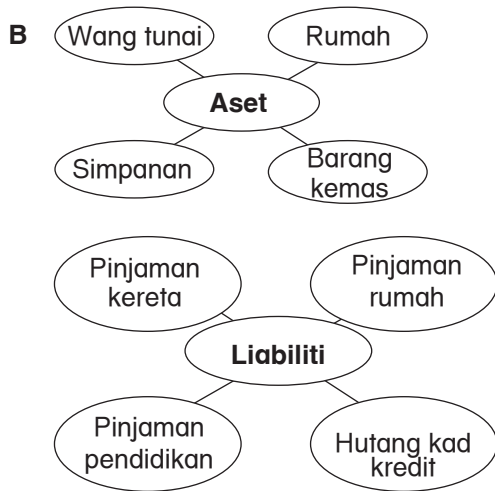 B
Wang tunai
Rumah
Aset
Simpanan
Barang
kemas
Pinjaman
kereta
Pinjaman
rumah
Liabiliti
Pinjaman
pendidikan
Hutang kad
kredit